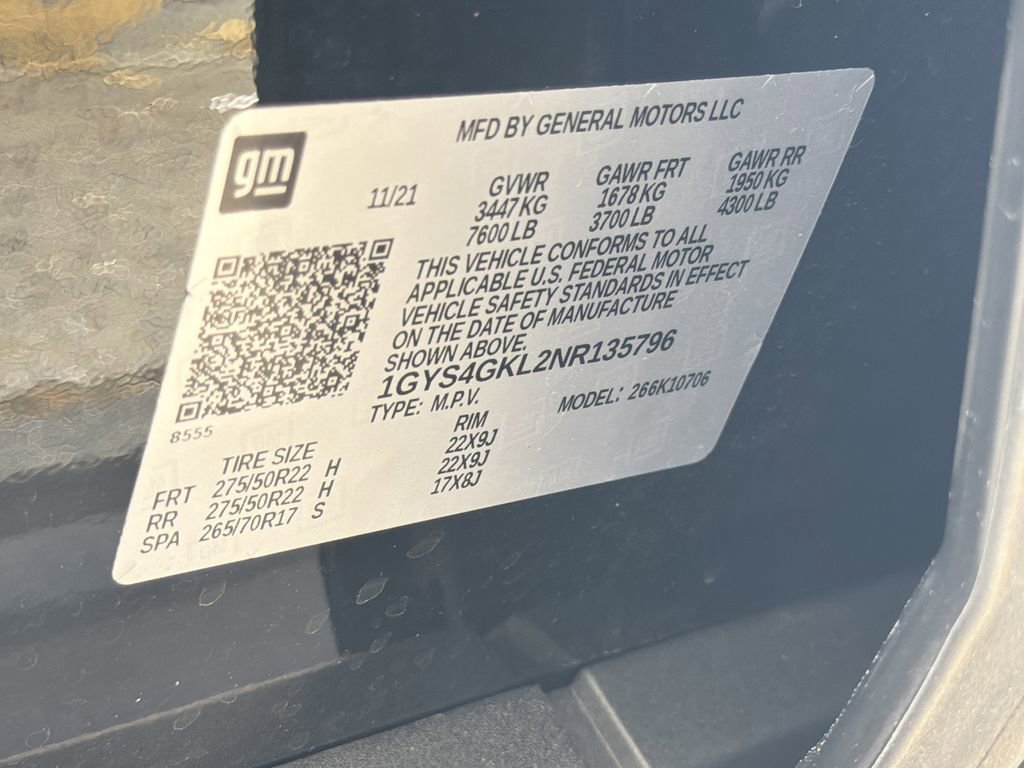 MFD BY GENERAL MOTORS LLC
gm
11/21
GVWR GAWR FRT GAWR RR
3447 KG 1678 KG 1950 KG
7600 LB 3700 LB 4300 LB
THIS VEHICLE CONFORMS TO ALL
APPLICABLE U.S. FEDERAL MOTOR
VEHICLE SAFETY STANDARDS IN EFFECT
ON THE DATE OF MANUFACTURE
SHOWN ABOVE.
1GYS4GKL2NR135796
TYPE: M.P.V. MODEL: 266K10706
8555
TIRE SIZE RIM
FRT 275/50R22 H 22X9J
RR 275/50R22 H 22X9J
SPA 265/70R17 S 17X8J